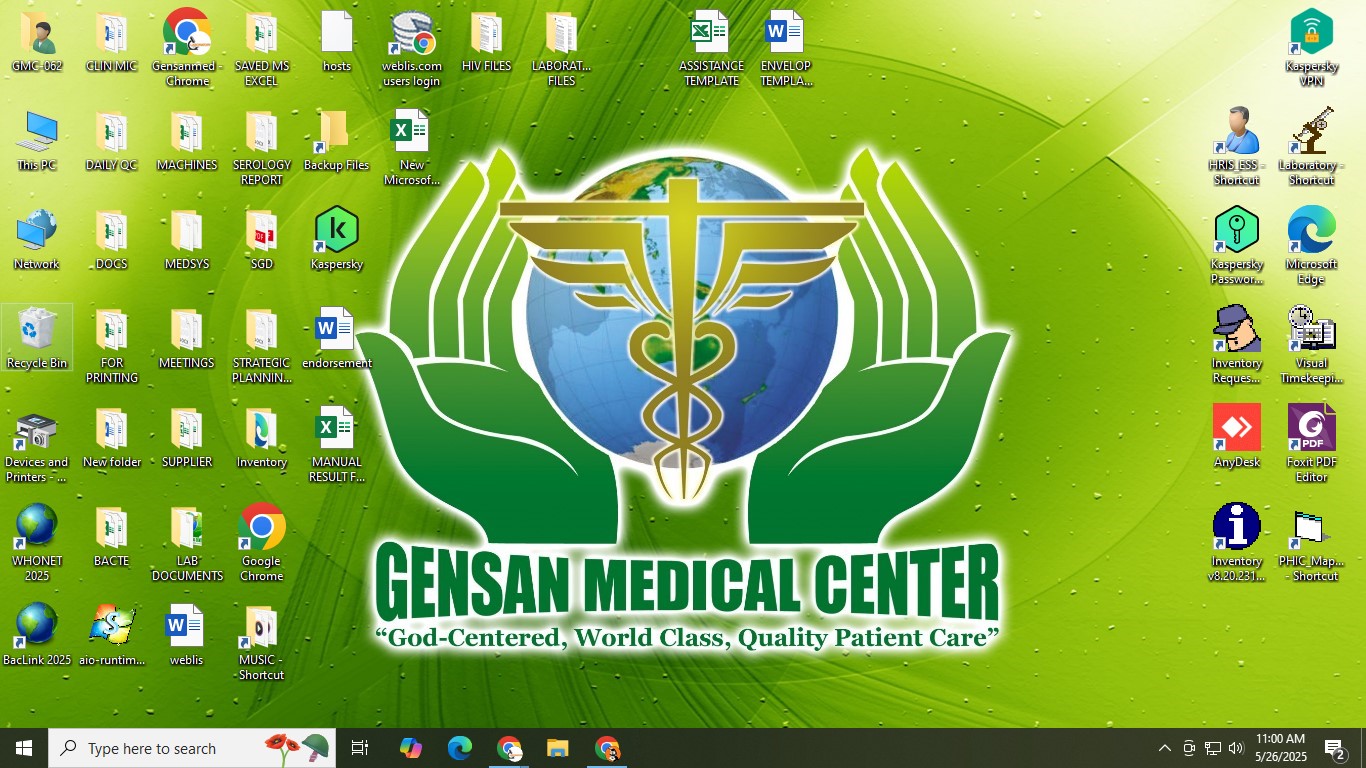 GMC-062
CLIN MIC
Gensanmed -
Chrome
SAVED MS
EXCEL
hosts
weblis.com
users login
HIV FILES
LABORAT...
FILES
ASSISTANCE
TEMPLATE
ENVELOP
TEMPLA...
Kaspersky
VPN
This PC
DAILY QC
MACHINES
SEROLOGY
REPORT
Backup Files
New
Microsof...
HRIS_ESS -
Shortcut
Laboratory -
Shortcut
Network
DOCS
MEDSYS
PDF
SGD
Kaspersky
Kaspersky
Passwor...
Microsoft
Edge
Recycle Bin
FOR
PRINTING
MEETINGS
STRATEGIC
PLANNIN...
endorsement
Inventory
Reques...
Visual
Timekeepi...
Devices and
Printers - ...
New folder
SUPPLIER
Inventory
MANUAL
RESULT F...
AnyDesk
PDF
Foxit PDF
Editor
WHONET
2025
BACTE
LAB
DOCUMENTS
Google
Chrome
Inventory
v8.20.231...
PHIC_Map...
- Shortcut
BacLink 2025
aio-runtim...
weblis
MUSIC -
Shortcut
GENSAN MEDICAL CENTER
“God-Centered, World Class, Quality Patient Care”
Type here to search
11:00 AM
5/26/2025
2